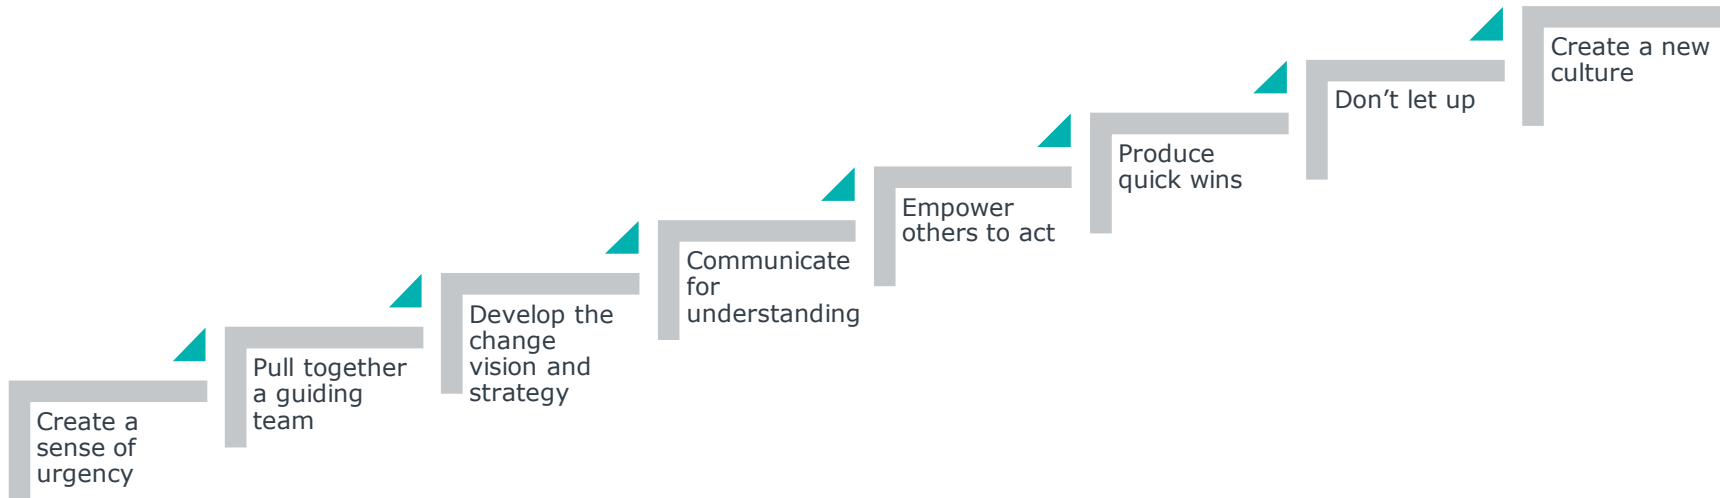 Create a
sense of
urgency
Pull together
a guiding
team
Develop the
change
vision and
strategy
Communicate
for
understanding
Empower
others to act
Produce
quick wins
Don’t let up
Create a new
culture